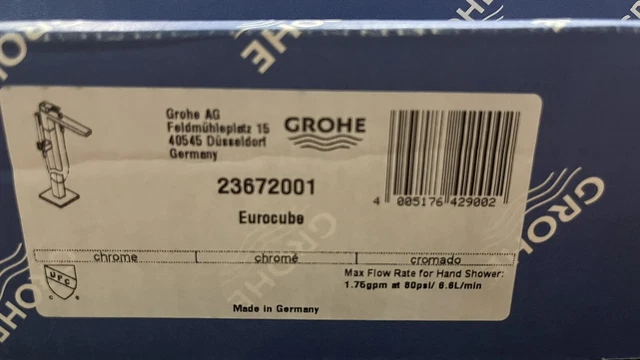 Grohe AG
Feldmühleplatz 15
40545 Düsseldorf
Germany
GROHE
23672001
Eurocube
4 005176 429002
chrome chromé cromado
UPC
C S
Max Flow Rate for Hand Shower:
1.75gpm at 80psi/ 6.6L/min
Made in Germany
GROHE
GROHE
GROHE